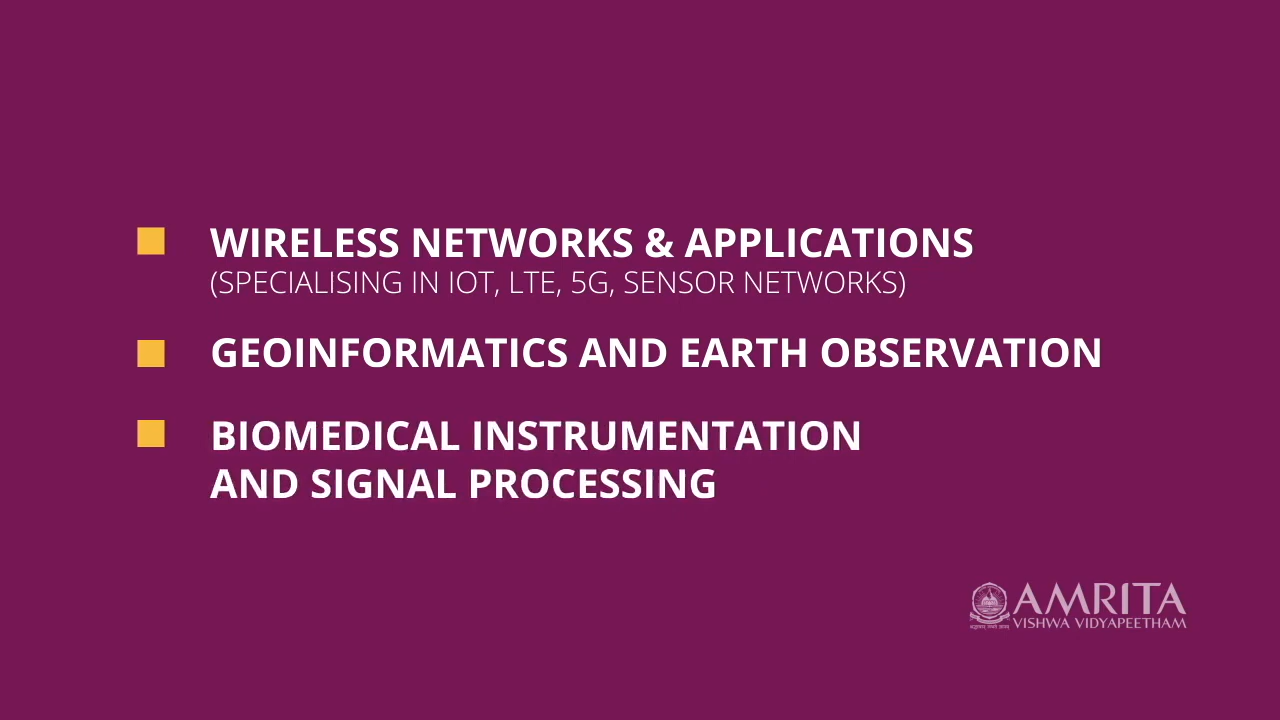 WIRELESS NETWORKS & APPLICATIONS
(SPECIALISING IN IOT, LTE, 5G, SENSOR NETWORKS)
GEOINFORMATICS AND EARTH OBSERVATION
BIOMEDICAL INSTRUMENTATION
AND SIGNAL PROCESSING
AMRITA
VISHWA VIDYAPEETHAM